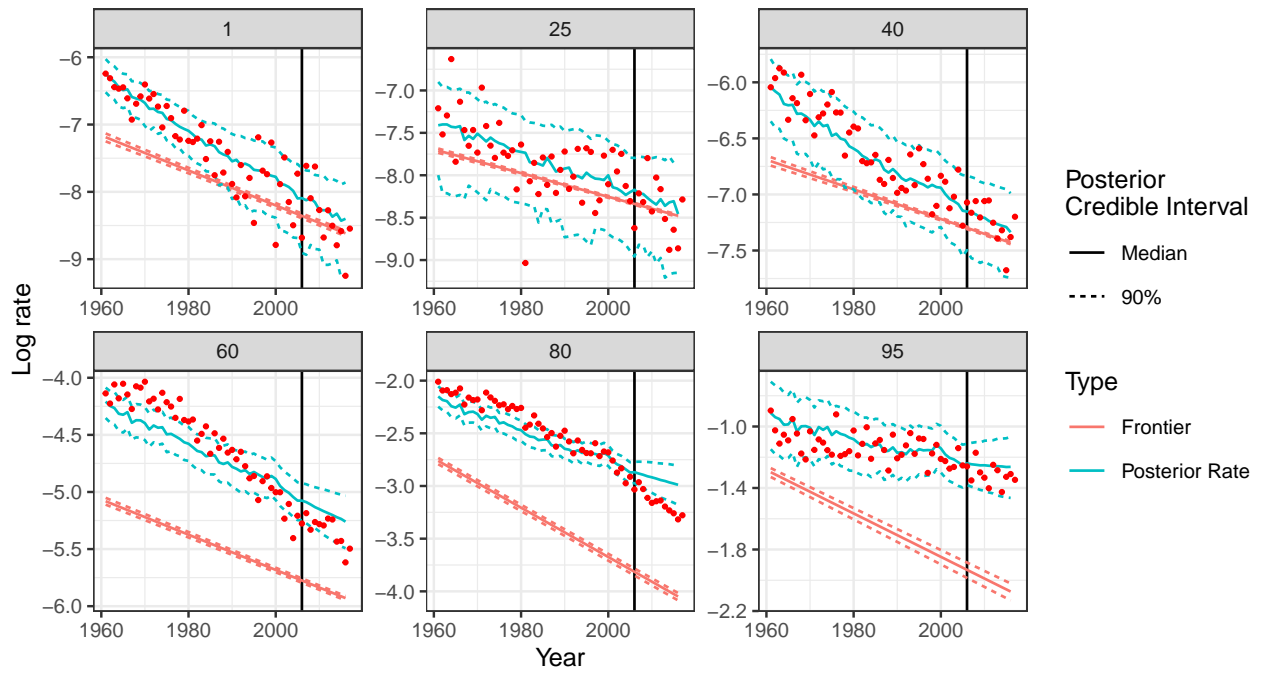 1
25
40
−6
−7
−8
−9
−7.0
−7.5
−8.0
−8.5
−9.0
−6.0
−6.5
−7.0
−7.5
1960 1980 2000
1960 1980 2000
1960 1980 2000
60
80
95
−4.0
−4.5
−5.0
−5.5
−6.0
−2.0
−2.5
−3.0
−3.5
−4.0
−1.0
−1.4
−1.8
−2.2
1960 1980 2000
1960 1980 2000
1960 1980 2000
Year
Log rate
Posterior
Credible Interval
Median
90%
Type
Frontier
Posterior Rate